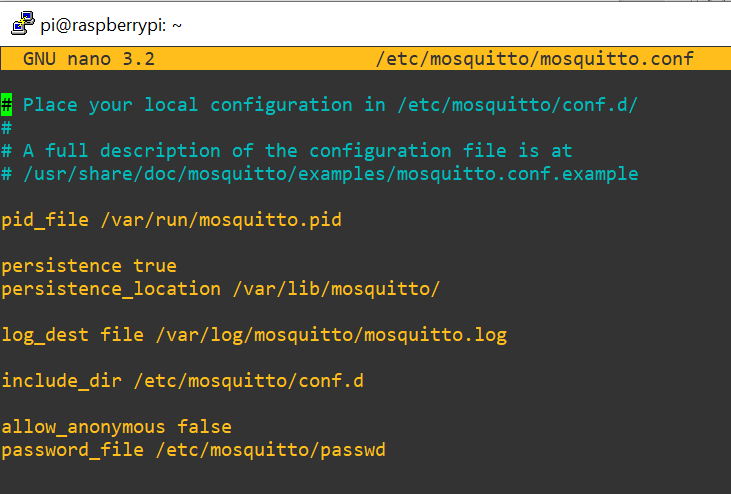 pi@raspberrypi: ~
GNU nano 3.2 /etc/mosquitto/mosquitto.conf
# Place your local configuration in /etc/mosquitto/conf.d/
#
# A full description of the configuration file is at
# /usr/share/doc/mosquitto/examples/mosquitto.conf.example
pid_file /var/run/mosquitto.pid
persistence true
persistence_location /var/lib/mosquitto/
log_dest file /var/log/mosquitto/mosquitto.log
include_dir /etc/mosquitto/conf.d
allow_anonymous false
password_file /etc/mosquitto/passwd